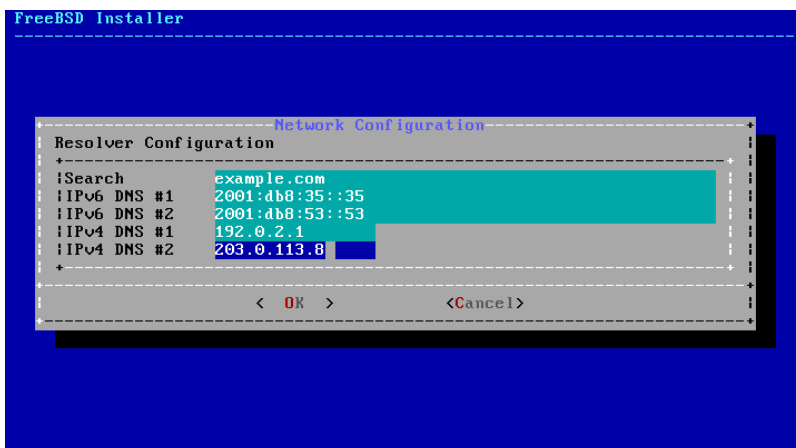 FreeBSD Installer
Network Configuration
Resolver Configuration
Search example.com
IPv6 DNS #1 2001:db8:35::35
IPv6 DNS #2 2001:db8:53::53
IPv4 DNS #1 192.0.2.1
IPv4 DNS #2 203.0.113.8
< OK > <Cancel>